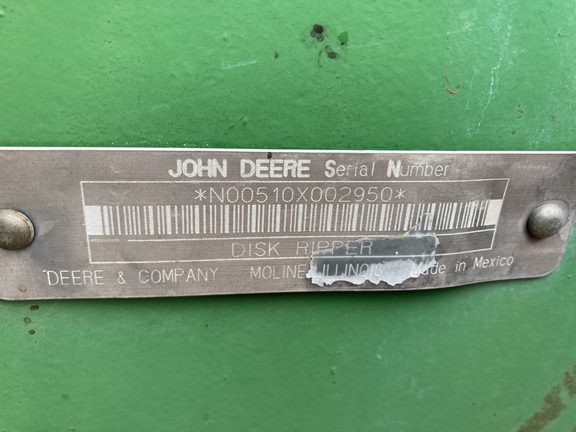 JOHN DEERE Serial Number
*N00510X002950*
DISK RIPPER
DEERE & COMPANY MOLINE, ILLINOIS Made in Mexico